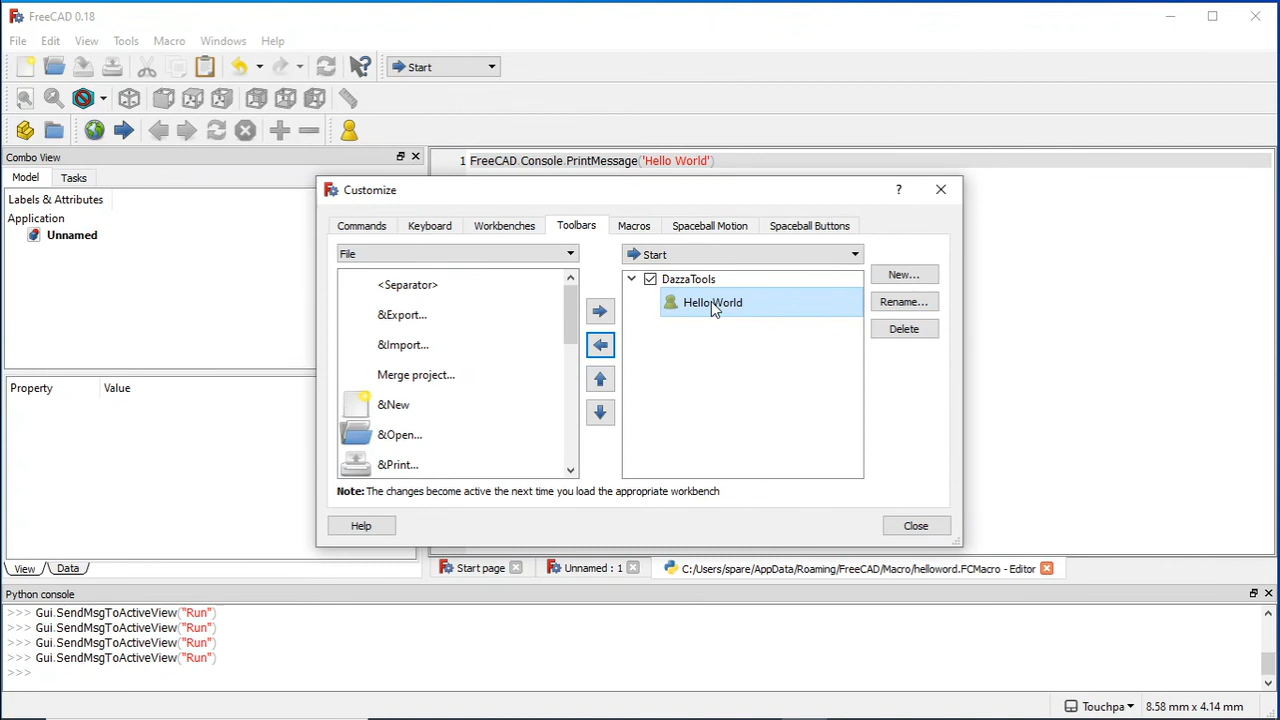 FreeCAD 0.18
File Edit View Tools Macro Windows Help
Start
Combo View
Model Tasks
Labels & Attributes
Application
Unnamed
Property Value
View Data
1 FreeCAD.Console.PrintMessage('Hello World')
Customize ?
Commands Keyboard Workbenches Toolbars Macros Spaceball Motion Spaceball Buttons
File
<Separator>
&Export...
&Import...
Merge project...
&New
&Open...
&Print...
Start
DazzaTools
HelloWorld
New...
Rename...
Delete
Note: The changes become active the next time you load the appropriate workbench
Help Close
Start page Unnamed : 1 C:/Users/spare/AppData/Roaming/FreeCAD/Macro/helloword.FCMacro - Editor
Python console
>>> Gui.SendMsgToActiveView("Run")
>>> Gui.SendMsgToActiveView("Run")
>>> Gui.SendMsgToActiveView("Run")
>>> Gui.SendMsgToActiveView("Run")
>>>
Touchpa 8.58 mm x 4.14 mm